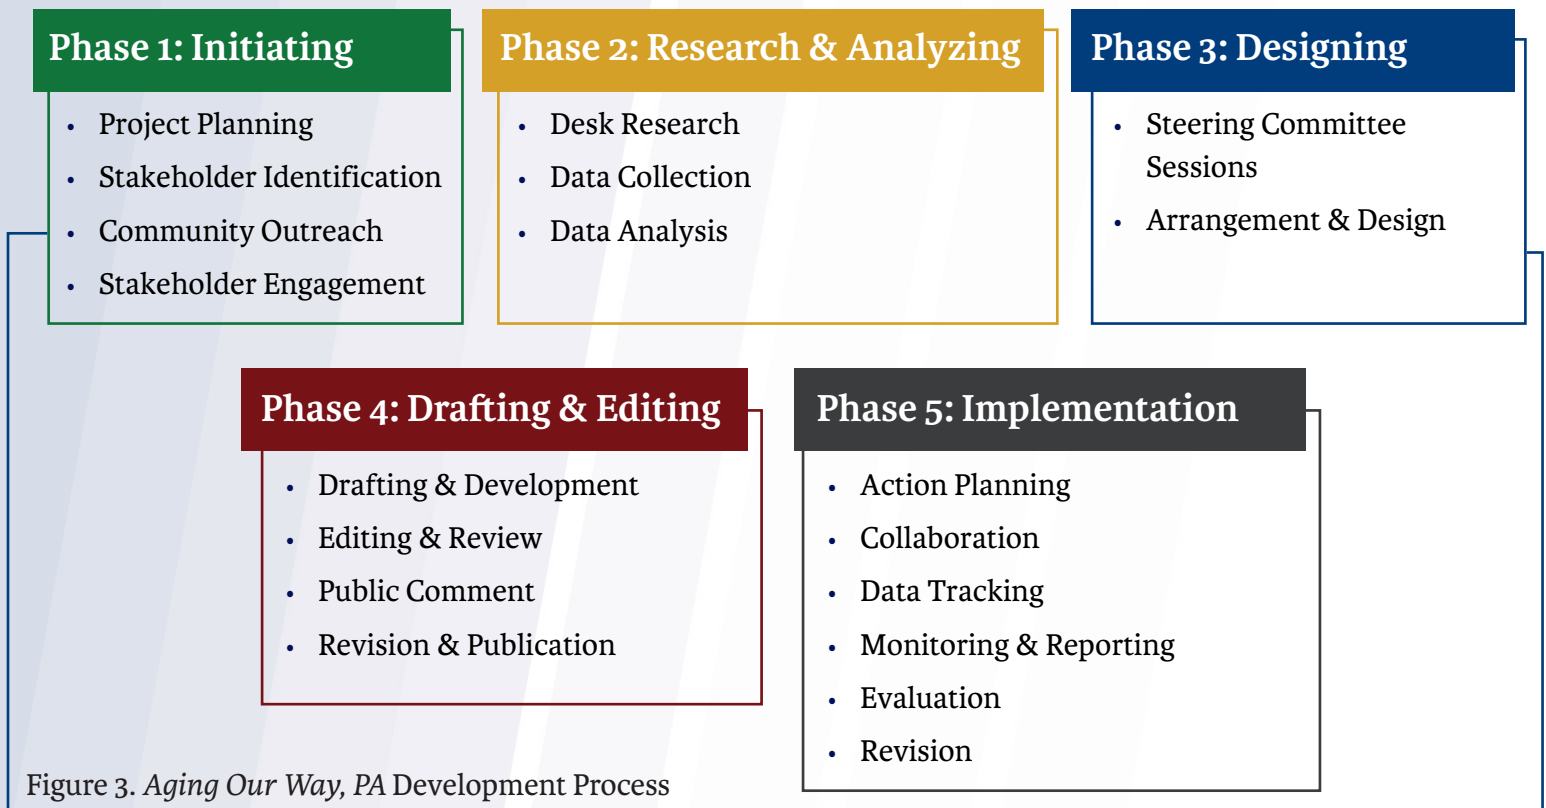 Phase 1: Initiating
• Project Planning
• Stakeholder Identification
• Community Outreach
• Stakeholder Engagement
Phase 2: Research & Analyzing
• Desk Research
• Data Collection
• Data Analysis
Phase 3: Designing
• Steering Committee
Sessions
• Arrangement & Design
Phase 4: Drafting & Editing
• Drafting & Development
• Editing & Review
• Public Comment
• Revision & Publication
Phase 5: Implementation
• Action Planning
• Collaboration
• Data Tracking
• Monitoring & Reporting
• Evaluation
• Revision
Figure 3. Aging Our Way, PA Development Process